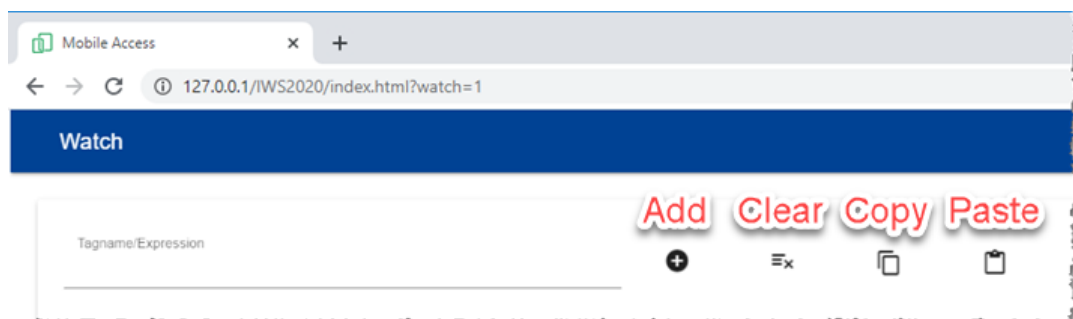 Mobile Access
127.0.0.1/IWS2020/index.html?watch=1
Watch
Add Clear Copy Paste
Tagname/Expression